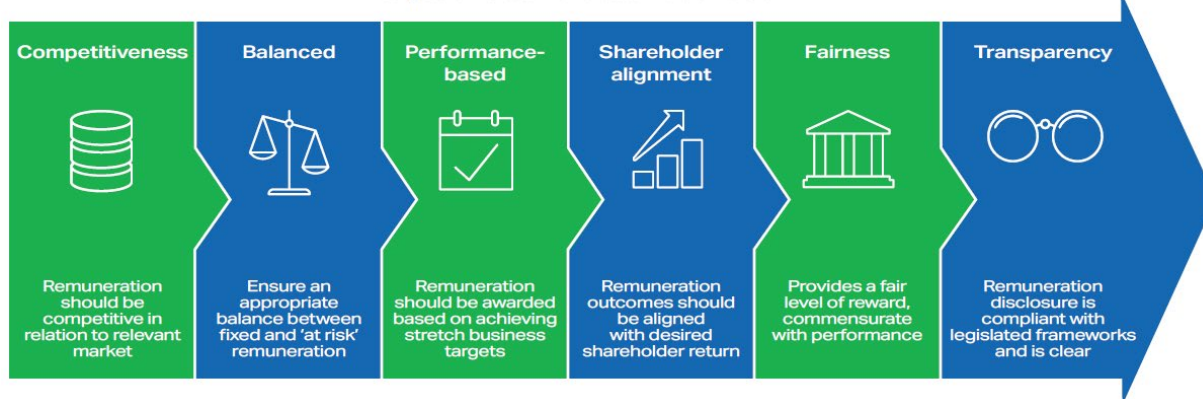 Competitiveness
Remuneration
should be
competitive in
relation to relevant
market
Balanced
Ensure an
appropriate
balance between
fixed and ‘at risk’
remuneration
Performance-
based
Remuneration
should be awarded
based on achieving
stretch business
targets
Shareholder
alignment
Remuneration
outcomes should
be aligned
with desired
shareholder return
Fairness
Provides a fair
level of reward,
commensurate
with performance
Transparency
Remuneration
disclosure is
compliant with
legislated frameworks
and is clear